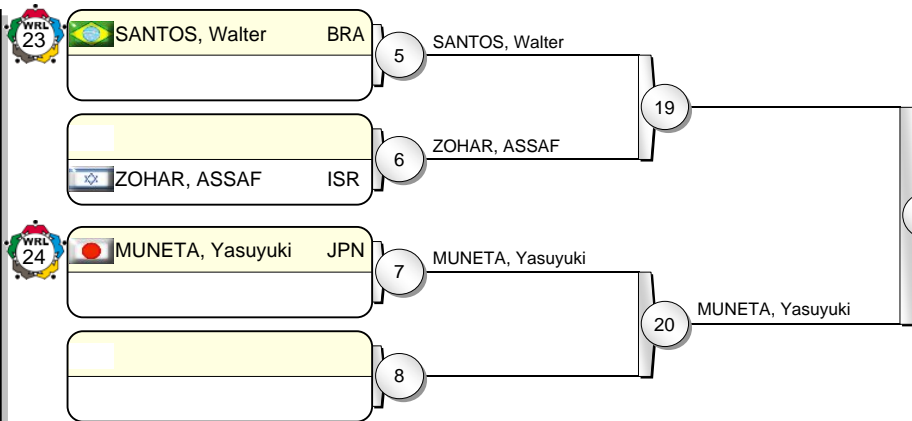 WRL
23
SANTOS, Walter BRA
5
SANTOS, Walter
19
6
ZOHAR, ASSAF
ZOHAR, ASSAF ISR
WRL
24
MUNETA, Yasuyuki JPN
7
MUNETA, Yasuyuki
20
MUNETA, Yasuyuki
8